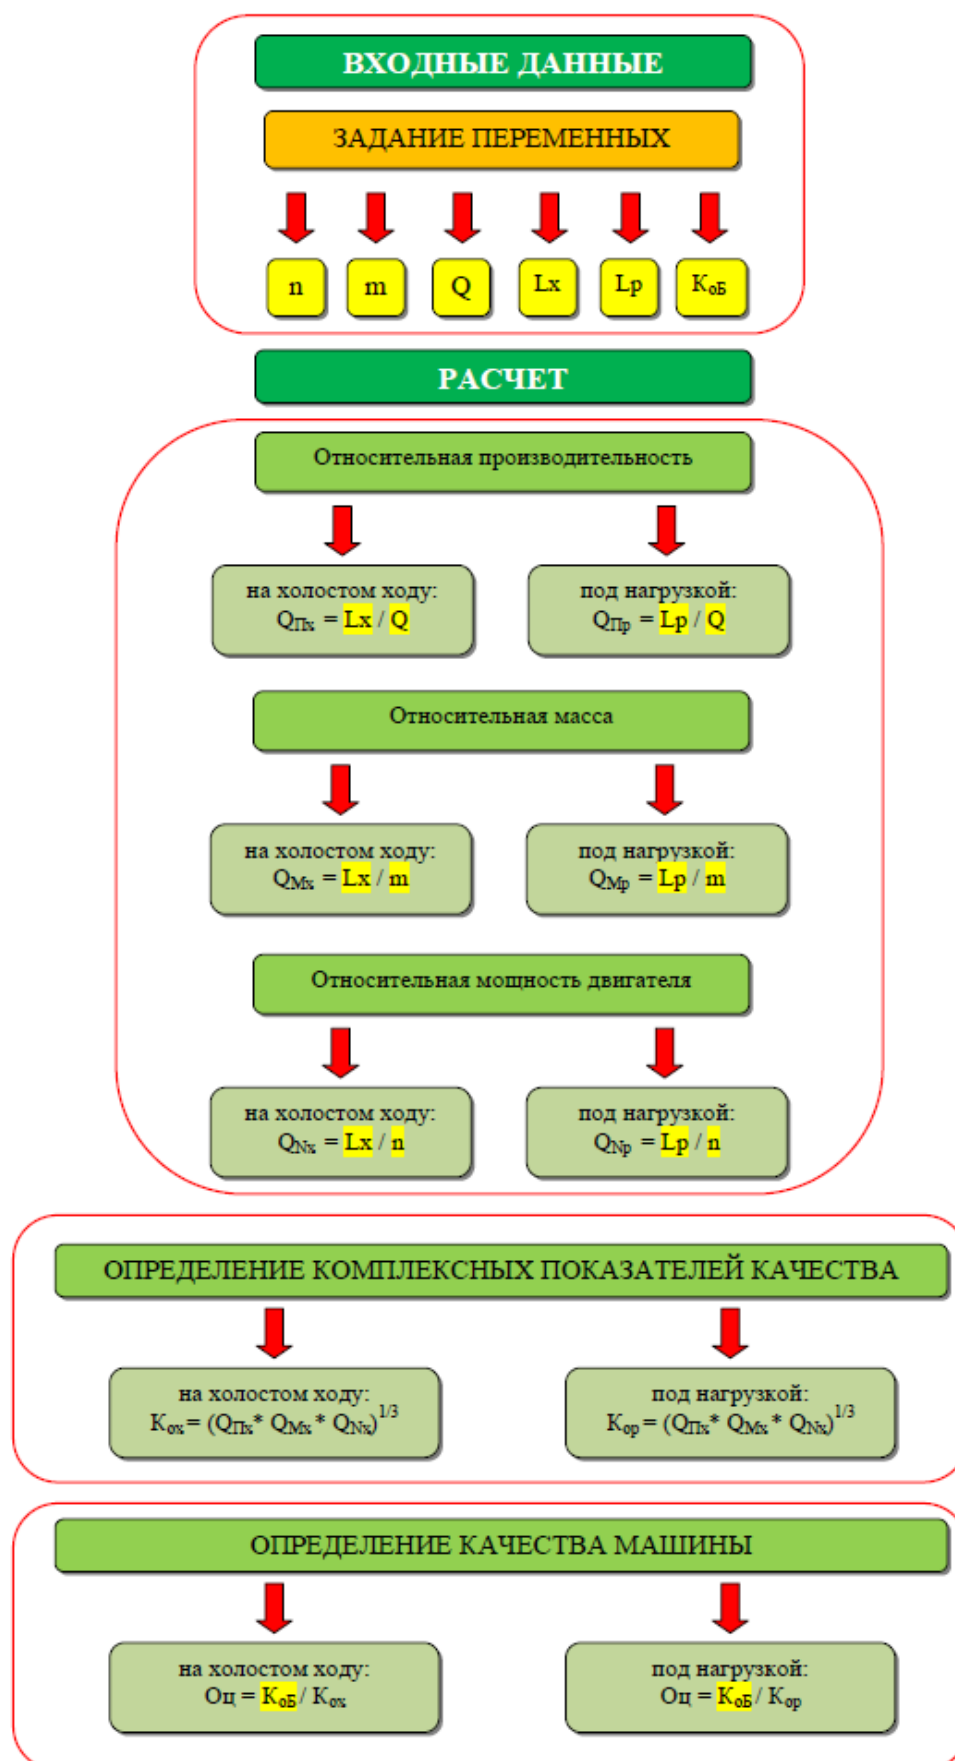 ВХОДНЫЕ ДАННЫЕ
ЗАДАНИЕ ПЕРЕМЕННЫХ
n m Q Lx Lp KоБ
РАСЧЕТ
Относительная производительность
на холостом ходу:
QПх = Lx / Q
под нагрузкой:
QПр = Lp / Q
Относительная масса
на холостом ходу:
QМх = Lx / m
под нагрузкой:
QМр = Lp / m
Относительная мощность двигателя
на холостом ходу:
QNx = Lx / n
под нагрузкой:
QNp = Lp / n
ОПРЕДЕЛЕНИЕ КОМПЛЕКСНЫХ ПОКАЗАТЕЛЕЙ КАЧЕСТВА
на холостом ходу:
Kох = (QПх* QМх* QNx)^1/3
под нагрузкой:
Kор = (QПх* QМх* QNx)^1/3
ОПРЕДЕЛЕНИЕ КАЧЕСТВА МАШИНЫ
на холостом ходу:
Оц = KоБ / Kох
под нагрузкой:
Оц = KоБ / Kор